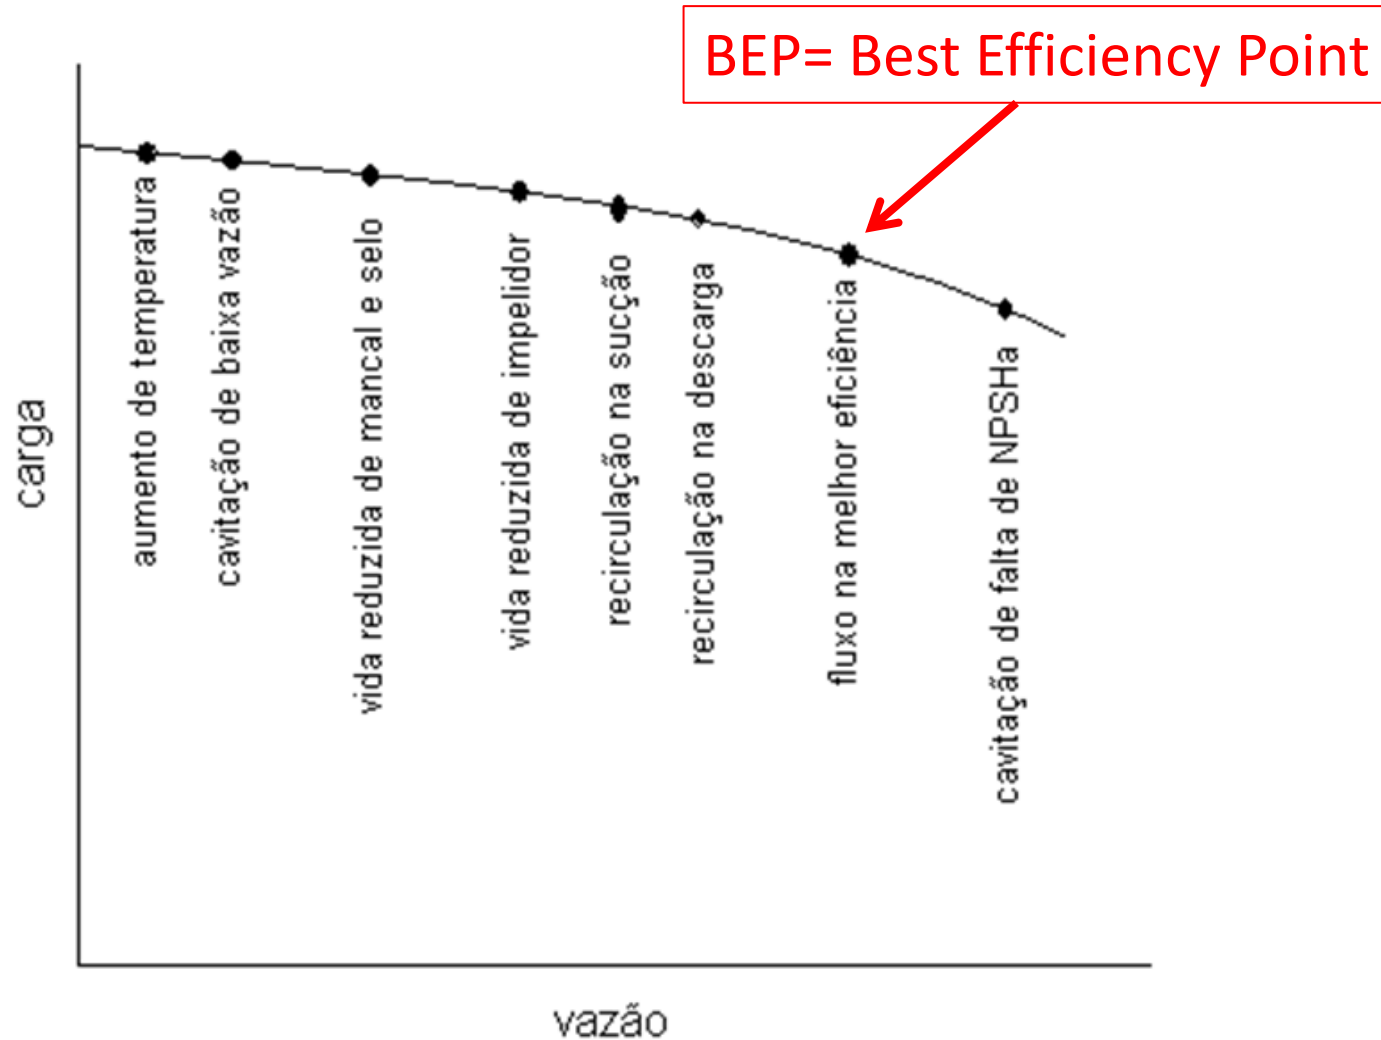 BEP= Best Efficiency Point
carga
aumento de temperatura
cavitação de baixa vazão
vida reduzida de mancal e selo
vida reduzida de impelidor
recirculação na sucção
recirculação na descarga
fluxo na melhor eficiência
cavitação de falta de NPSHa
vazão